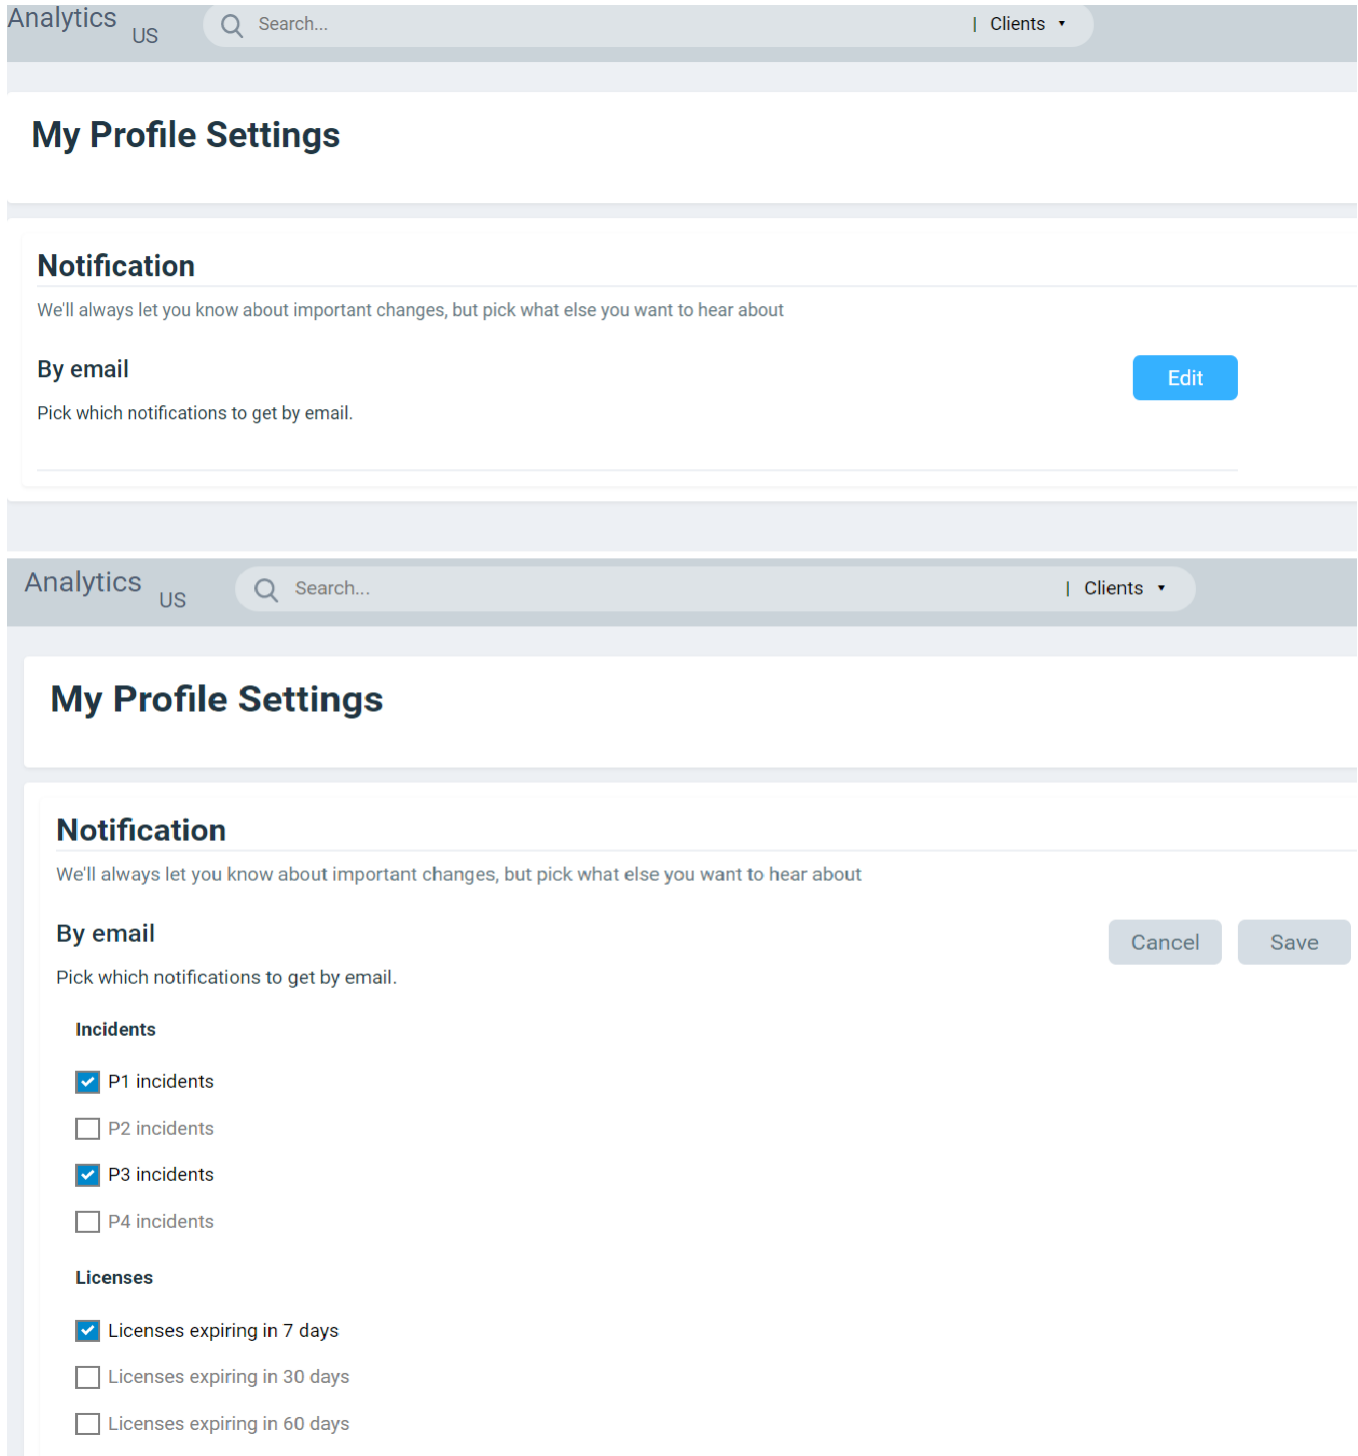 Analytics US Search... | Clients
My Profile Settings
Notification
We'll always let you know about important changes, but pick what else you want to hear about
By email Edit
Pick which notifications to get by email.
Analytics US Search... | Clients
My Profile Settings
Notification
We'll always let you know about important changes, but pick what else you want to hear about
By email Cancel Save
Pick which notifications to get by email.
Incidents
P1 incidents
P2 incidents
P3 incidents
P4 incidents
Licenses
Licenses expiring in 7 days
Licenses expiring in 30 days
Licenses expiring in 60 days